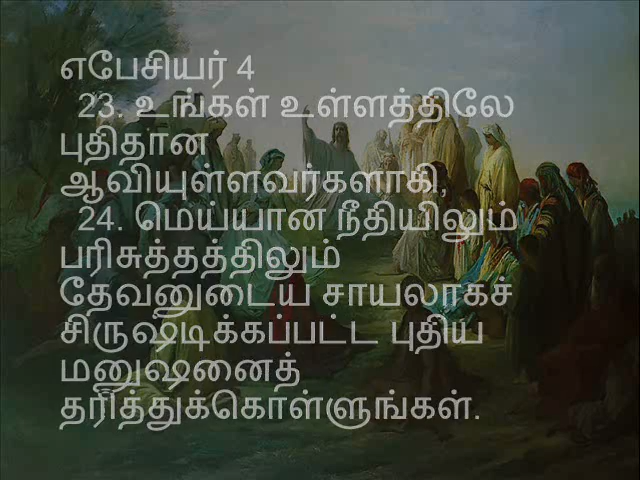 எபேசியர் 4
23. உங்கள் உள்ளத்திலே
புதிதான
ஆவியுள்ளவர்களாகி,
24. மெய்யான நீதியிலும்
பரிசுத்தத்திலும்
தேவனுடைய சாயலாகச்
சிருஷ்டிக்கப்பட்ட புதிய
மனுஷனைத்
தரித்துக்கொள்ளுங்கள்.